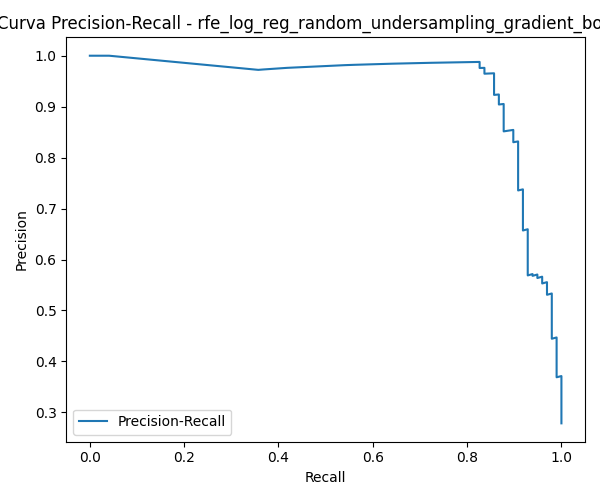 Curva Precision-Recall - rfe_log_reg_random_undersampling_gradient_bo
1.0
0.9
0.8
0.7
0.6
0.5
0.4
0.3
Precision
Precision-Recall
0.0 0.2 0.4 0.6 0.8 1.0
Recall